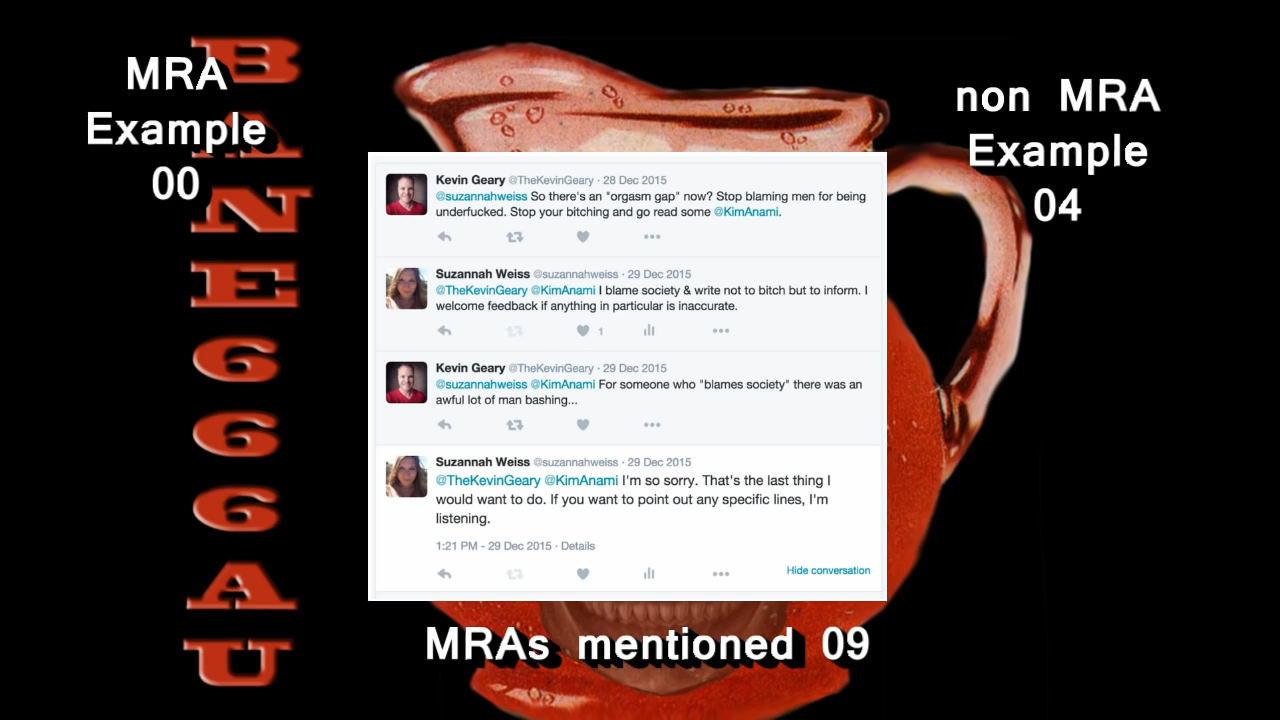 MRA
Example
00
BANE666AU
non MRA
Example
04
Kevin Geary @TheKevinGeary · 28 Dec 2015
@suzannahweiss So there's an "orgasm gap" now? Stop blaming men for being
underfucked. Stop your bitching and go read some @KimAnami.
Suzannah Weiss @suzannahweiss · 29 Dec 2015
@TheKevinGeary @KimAnami I blame society & write not to bitch but to inform. I
welcome feedback if anything in particular is inaccurate.
1
Kevin Geary @TheKevinGeary · 29 Dec 2015
@suzannahweiss @KimAnami For someone who "blames society" there was an
awful lot of man bashing...
Suzannah Weiss @suzannahweiss · 29 Dec 2015
@TheKevinGeary @KimAnami I'm so sorry. That's the last thing I
would want to do. If you want to point out any specific lines, I'm
listening.
1:21 PM - 29 Dec 2015 · Details
Hide conversation
MRAs mentioned 09